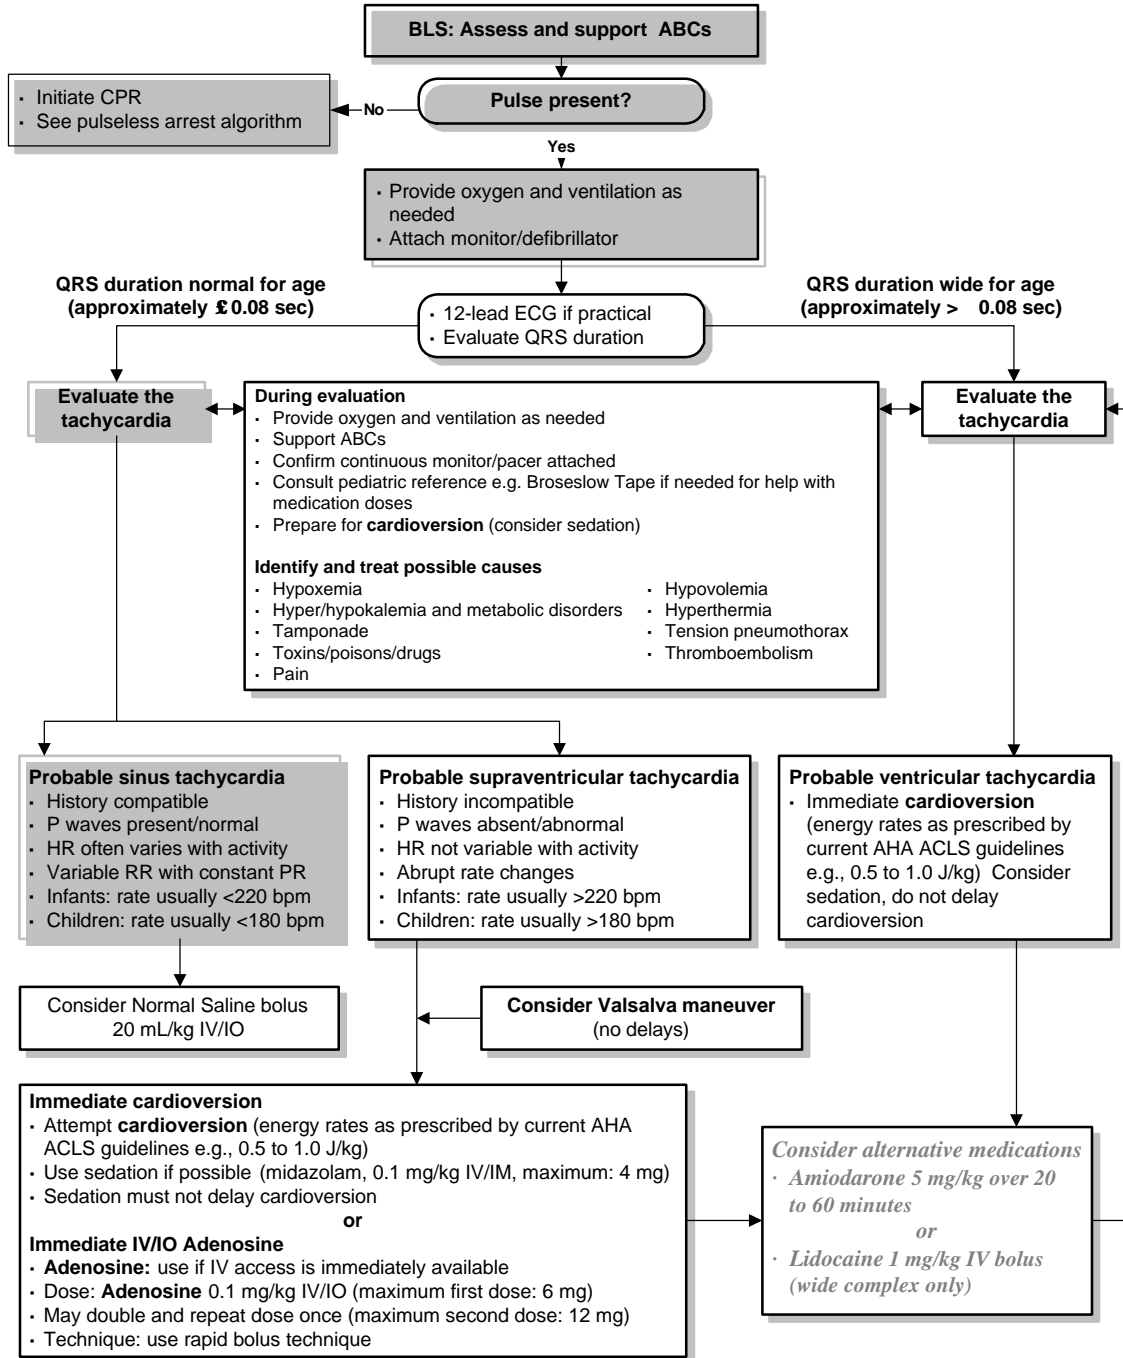 BLS: Assess and support ABCs
Pulse present?
No
· Initiate CPR
· See pulseless arrest algorithm
Yes
· Provide oxygen and ventilation as
needed
· Attach monitor/defibrillator
QRS duration normal for age
(approximately £ 0.08 sec)
QRS duration wide for age
(approximately > 0.08 sec)
· 12-lead ECG if practical
· Evaluate QRS duration
Evaluate the
tachycardia
During evaluation
· Provide oxygen and ventilation as needed
· Support ABCs
· Confirm continuous monitor/pacer attached
· Consult pediatric reference e.g. Broseslow Tape if needed for help with
medication doses
· Prepare for cardioversion (consider sedation)
Identify and treat possible causes
· Hypoxemia
· Hyper/hypokalemia and metabolic disorders
· Tamponade
· Toxins/poisons/drugs
· Pain
· Hypovolemia
· Hyperthermia
· Tension pneumothorax
· Thromboembolism
Evaluate the
tachycardia
Probable sinus tachycardia
· History compatible
· P waves present/normal
· HR often varies with activity
· Variable RR with constant PR
· Infants: rate usually <220 bpm
· Children: rate usually <180 bpm
Probable supraventricular tachycardia
· History incompatible
· P waves absent/abnormal
· HR not variable with activity
· Abrupt rate changes
· Infants: rate usually >220 bpm
· Children: rate usually >180 bpm
Probable ventricular tachycardia
· Immediate cardioversion
(energy rates as prescribed by
current AHA ACLS guidelines
e.g., 0.5 to 1.0 J/kg) Consider
sedation, do not delay
cardioversion
Consider Normal Saline bolus
20 mL/kg IV/IO
Consider Valsalva maneuver
(no delays)
Immediate cardioversion
· Attempt cardioversion (energy rates as prescribed by current AHA
ACLS guidelines e.g., 0.5 to 1.0 J/kg)
· Use sedation if possible (midazolam, 0.1 mg/kg IV/IM, maximum: 4 mg)
· Sedation must not delay cardioversion
or
Immediate IV/IO Adenosine
· Adenosine: use if IV access is immediately available
· Dose: Adenosine 0.1 mg/kg IV/IO (maximum first dose: 6 mg)
· May double and repeat dose once (maximum second dose: 12 mg)
· Technique: use rapid bolus technique
Consider alternative medications
· Amiodarone 5 mg/kg over 20
to 60 minutes
or
· Lidocaine 1 mg/kg IV bolus
(wide complex only)